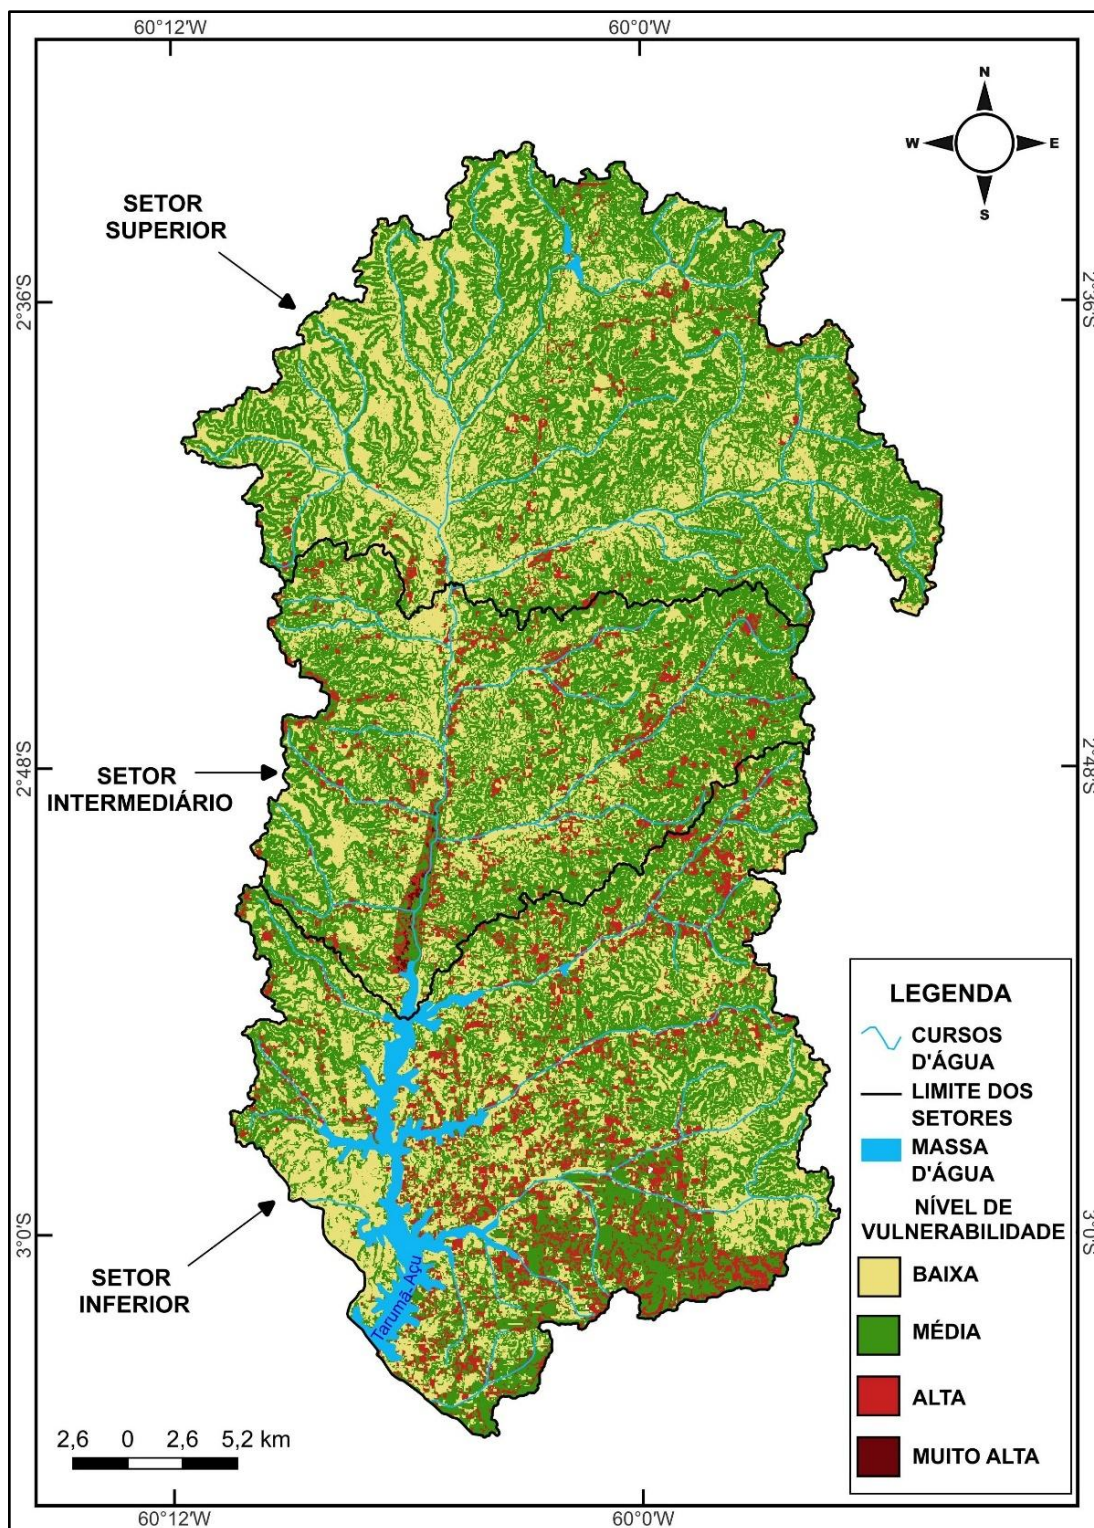 60°12'W
60°0'W
N
W
E
S
SETOR
SUPERIOR
2°36'S
2°36'S
SETOR
INTERMEDIÁRIO
2°48'S
2°48'S
SETOR
INFERIOR
3°0'S
3°0'S
Tarumã-Açu
LEGENDA
CURSOS
D'ÁGUA
LIMITE DOS
SETORES
MASSA
D'ÁGUA
NÍVEL DE
VULNERABILIDADE
BAIXA
MÉDIA
ALTA
MUITO ALTA
2,6 0 2,6 5,2 km
60°12'W
60°0'W